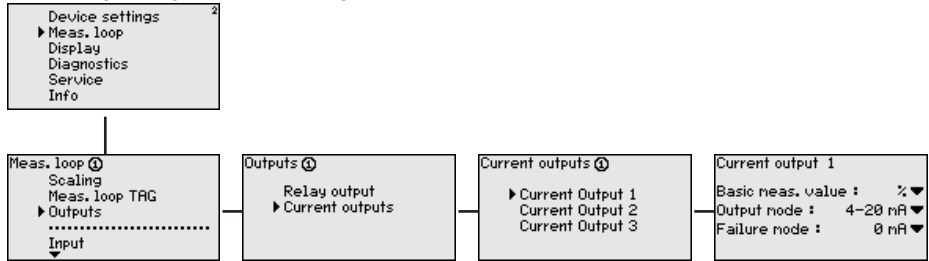 Device settings 2
Meas. loop
Display
Diagnostics
Service
Info
Meas. loop ①
Scaling
Meas. loop TAG
Outputs
Input
Outputs ①
Relay output
Current outputs
Current outputs ①
Current Output 1
Current Output 2
Current Output 3
Current output 1
Basic meas. value : %
Output mode : 4-20 mA
Failure mode : 0 mA